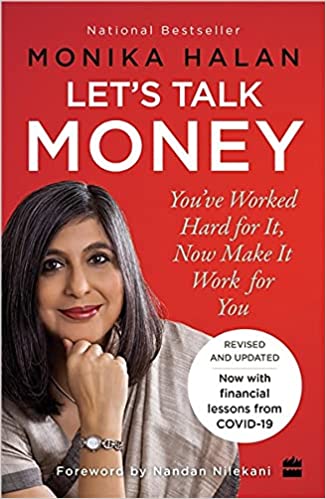 National Bestseller
MONIKA HALAN
LET'S TALK
MONEY
You've Worked
Hard for It,
Now Make It
Work for
You
REVISED
AND UPDATED
Now with
financial
lessons from
COVID-19
Foreword by Nandan Nilekani